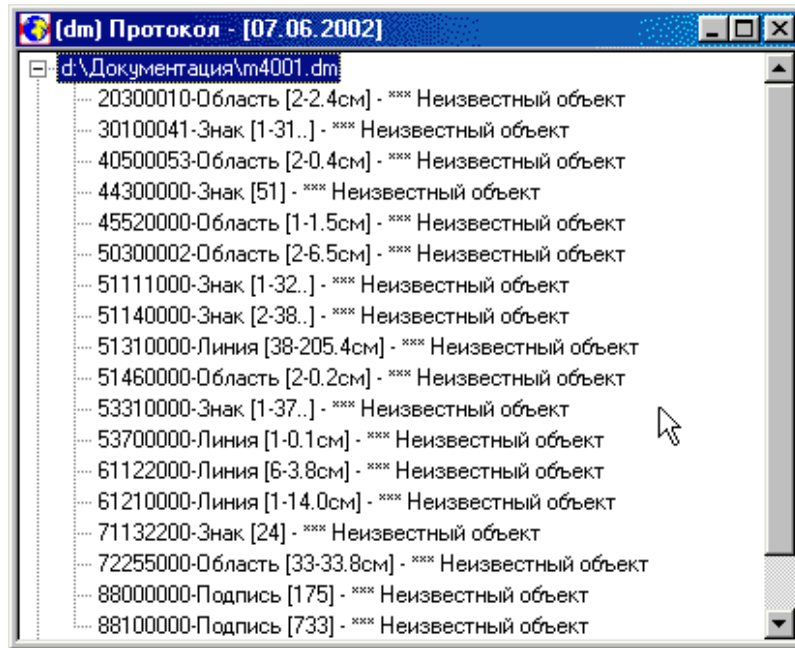 (dm) Протокол - [07.06.2002]
d:\Документация\m4001.dm
20300010-Область [2-2.4см] - *** Неизвестный объект
30100041-Знак [1-31..] - *** Неизвестный объект
40500053-Область [2-0.4см] - *** Неизвестный объект
44300000-Знак [51] - *** Неизвестный объект
45520000-Область [1-1.5см] - *** Неизвестный объект
50300002-Область [2-6.5см] - *** Неизвестный объект
51111000-Знак [1-32..] - *** Неизвестный объект
51140000-Знак [2-38..] - *** Неизвестный объект
51310000-Линия [38-205.4см] - *** Неизвестный объект
51460000-Область [2-0.2см] - *** Неизвестный объект
53310000-Знак [1-37..] - *** Неизвестный объект
53700000-Линия [1-0.1см] - *** Неизвестный объект
61122000-Линия [6-3.8см] - *** Неизвестный объект
61210000-Линия [1-14.0см] - *** Неизвестный объект
71132200-Знак [24] - *** Неизвестный объект
72255000-Область [33-33.8см] - *** Неизвестный объект
88000000-Подпись [175] - *** Неизвестный объект
88100000-Подпись [733] - *** Неизвестный объект